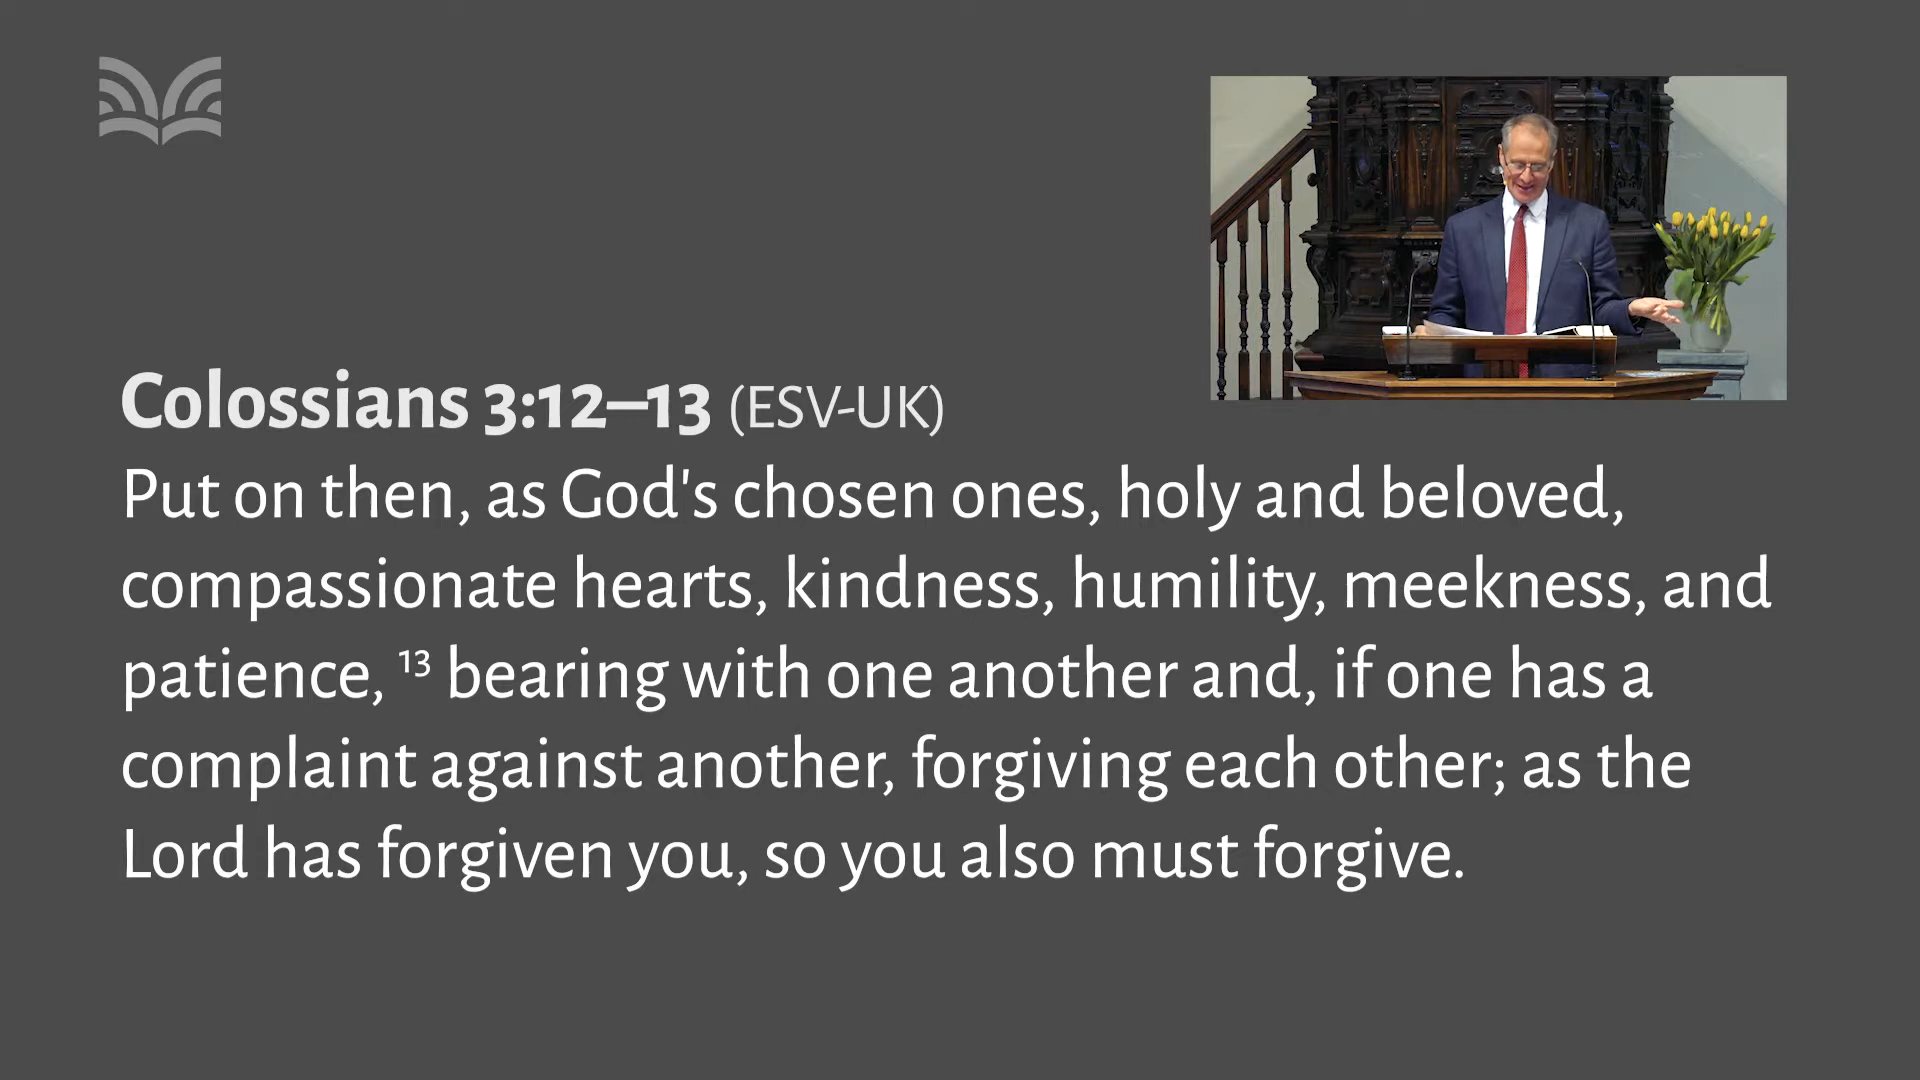 Colossians 3:12–13 (ESV-UK)
Put on then, as God's chosen ones, holy and beloved,
compassionate hearts, kindness, humility, meekness, and
patience, ¹³ bearing with one another and, if one has a
complaint against another, forgiving each other; as the
Lord has forgiven you, so you also must forgive.